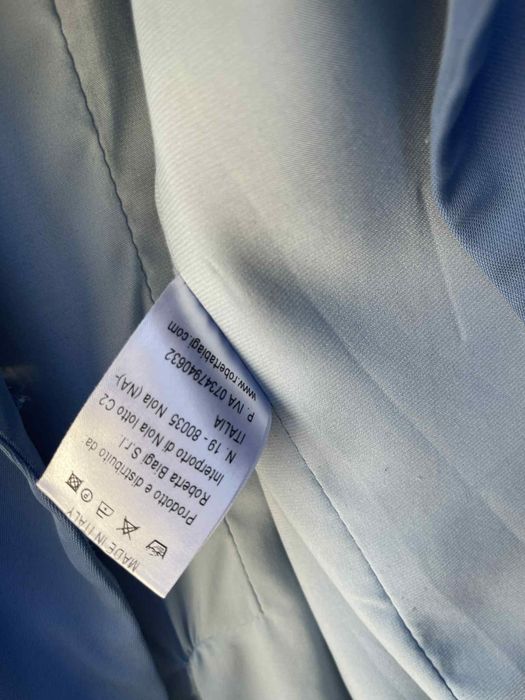 MADE IN ITALY
Prodotto e distribuito da:
Roberta Biagi S.r.l.
Interporto di Nola lotto C2
N. 19 - 80035 Nola (NA)-
ITALIA
P. IVA 07347940632
www.robertabiagi.com